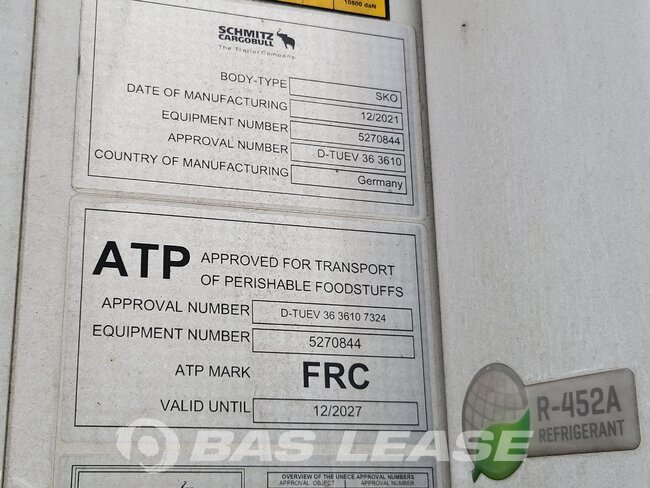 10800 daN
SCHMITZ
CARGOBULL
The Trailer Company.
BODY-TYPE SKO
DATE OF MANUFACTURING 12/2021
EQUIPMENT NUMBER 5270844
APPROVAL NUMBER D-TUEV 36 3610
COUNTRY OF MANUFACTURING Germany
ATP APPROVED FOR TRANSPORT
OF PERISHABLE FOODSTUFFS
APPROVAL NUMBER D-TUEV 36 3610 7324
EQUIPMENT NUMBER 5270844
ATP MARK FRC
VALID UNTIL 12/2027
R-452A
REFRIGERANT
BAS LEASE
OVERVIEW OF THE UNECE APPROVAL NUMBERS
APPROVAL OBJECT APPROVAL NUMBER